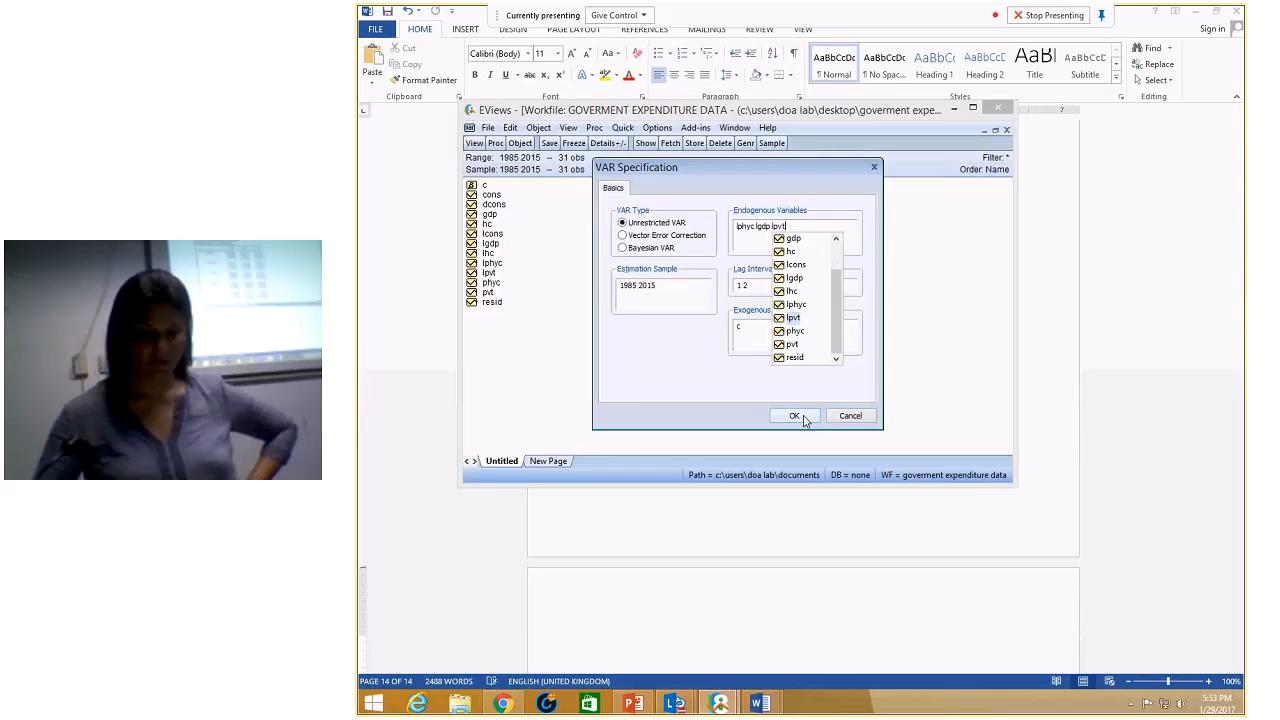 Currently presenting
Give Control
Stop Presenting
Sign in
FILE
HOME
INSERT
DESIGN
PAGE LAYOUT
REFERENCES
MAILINGS
REVIEW
VIEW
Paste
Cut
Copy
Format Painter
Calibri (Body)
11
AaBbCcDc
AaBbCcDc
AaBbCc
AaBbCcD
AaBbCcD
¶ Normal
¶ No Spac...
Heading 1
Heading 2
Title
Subtitle
Find
Replace
Select
Clipboard
Font
Paragraph
Styles
Editing
EViews - [Workfile: GOVERMENT EXPENDITURE DATA - (c:\users\doa lab\desktop\goverment expe...
File Edit Object View Proc Quick Options Add-ins Window Help
View Proc Object Save Freeze Details+/- Show Fetch Store Delete Genr Sample
Range: 1985 2015 -- 31 obs
Filter: *
Sample: 1985 2015 -- 31 obs
Order: Name
c
cons
dcons
gdp
hc
lcons
lgdp
lhc
lphyc
lpvt
phyc
pvt
resid
VAR Specification
Basics
VAR Type
Unrestricted VAR
Vector Error Correction
Bayesian VAR
Estimation Sample
1985 2015
Endogenous Variables
lphyc lgdp lpvt
gdp
hc
lcons
lgdp
lhc
lphyc
lpvt
phyc
pvt
resid
Lag Interva
1 2
Exogenous
c
OK
Cancel
Untitled
New Page
Path = c:\users\doa lab\documents
DB = none
WF = goverment expenditure data
PAGE 14 OF 14
2488 WORDS
ENGLISH (UNITED KINGDOM)
100%
5:53 PM
1/29/2017